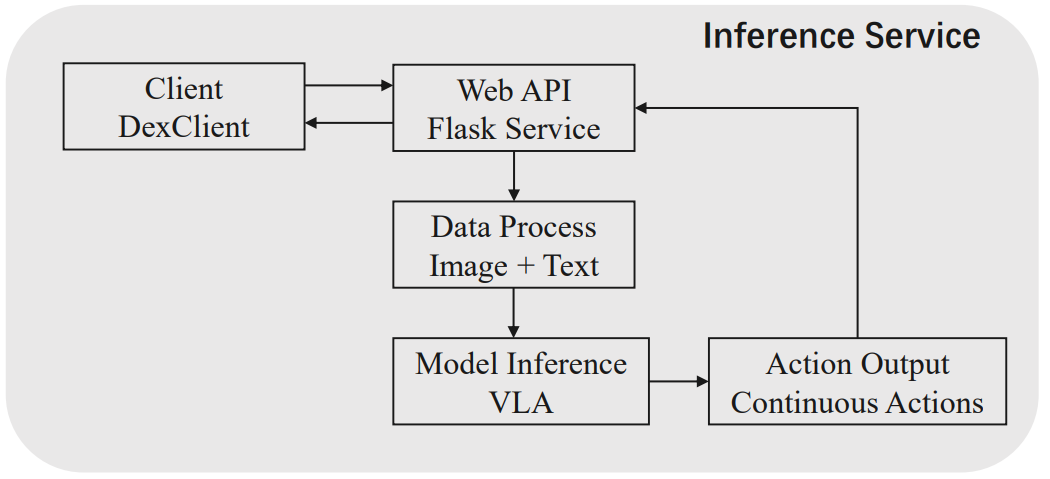 Inference Service
Client
DexClient
Web API
Flask Service
Data Process
Image + Text
Model Inference
VLA
Action Output
Continuous Actions